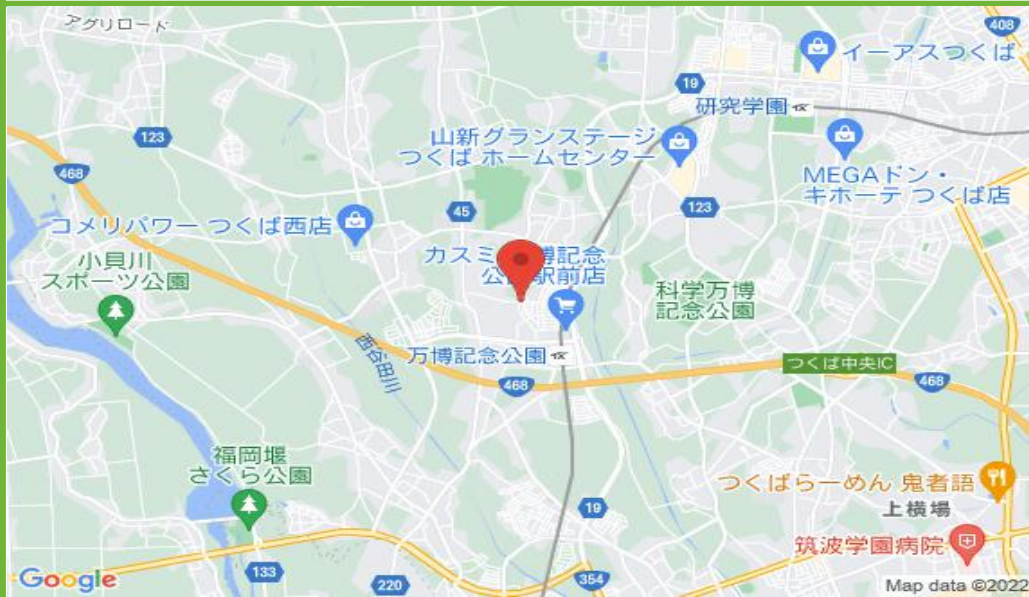 アグリロード
408
イーアスつくば
19
研究学園
123
山新グランステージ
つくば ホームセンター
MEGAドン・
キホーテ つくば店
468
45
123
コメリパワー つくば西店
小貝川
スポーツ公園
カスミ
博記念
公
駅前店
科学万博
記念公園
西谷田川
万博記念公園
つくば中央IC
468
468
福岡堰
さくら公園
つくばらーめん 鬼者語
上横場
19
筑波学園病院
Google
133
220
354
Map data ©2022